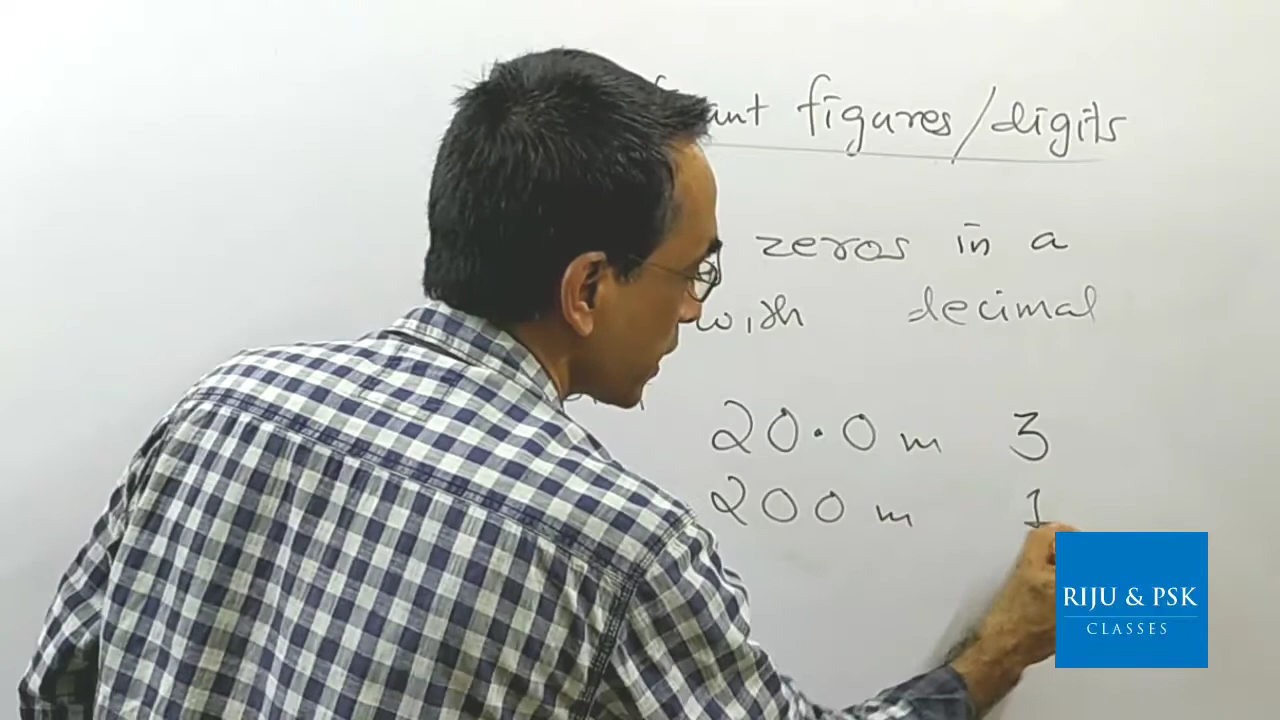 figures/digits
zeros in a
with decimal
20.0 m 3
200 m 1
RIJU & PSK
CLASSES